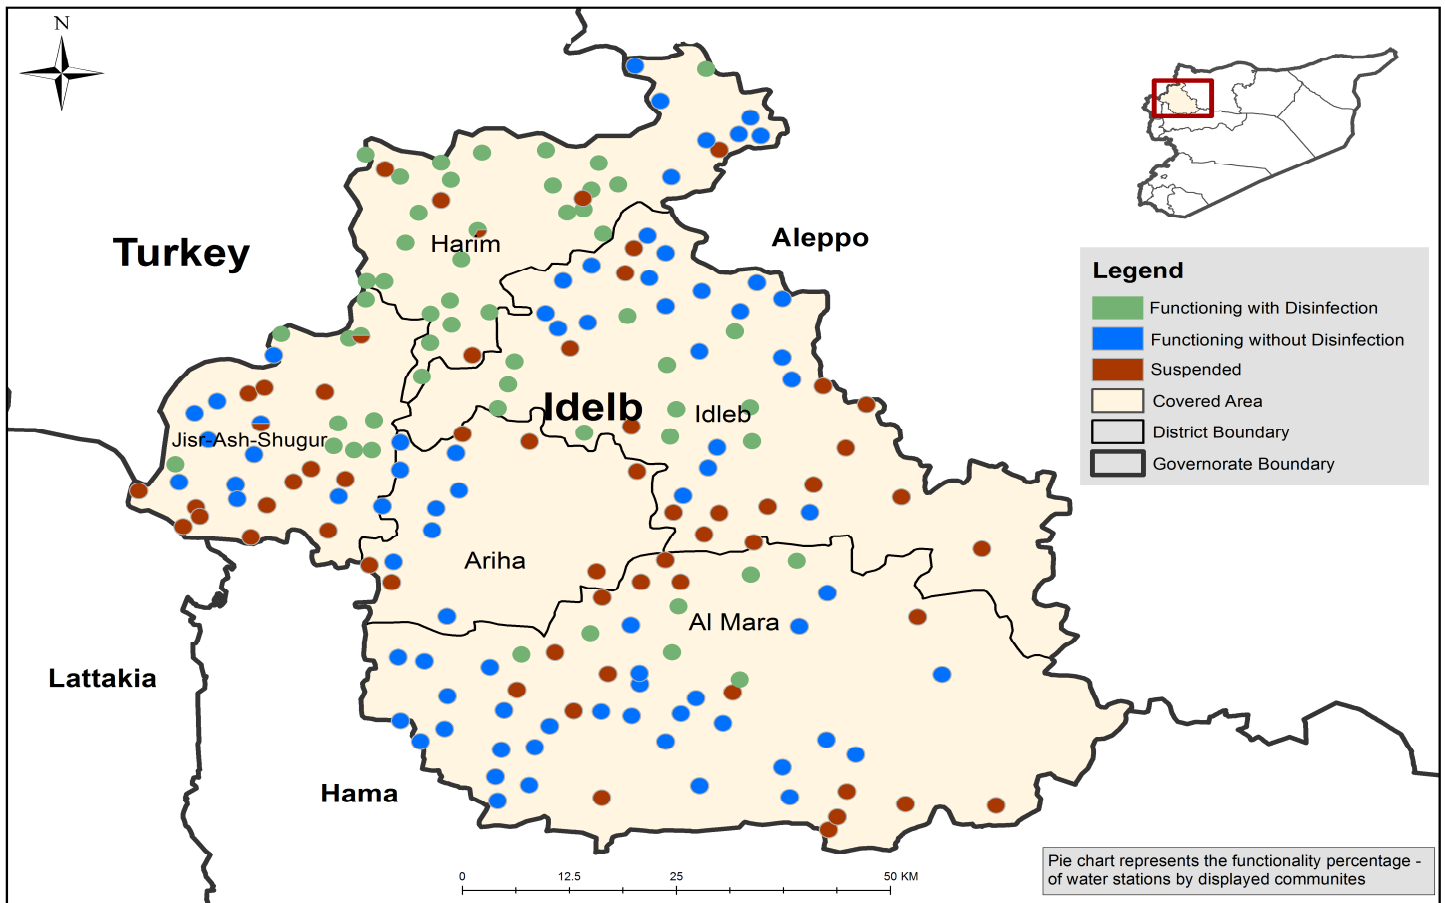 N
Turkey
Aleppo
Harim
Legend
Functioning with Disinfection
Functioning without Disinfection
Suspended
Covered Area
District Boundary
Governorate Boundary
Idelb
Idleb
Jisr-Ash-Shugur
Ariha
Al Mara
Lattakia
Hama
Pie chart represents the functionality percentage -
of water stations by displayed communites
0 12.5 25 50 KM